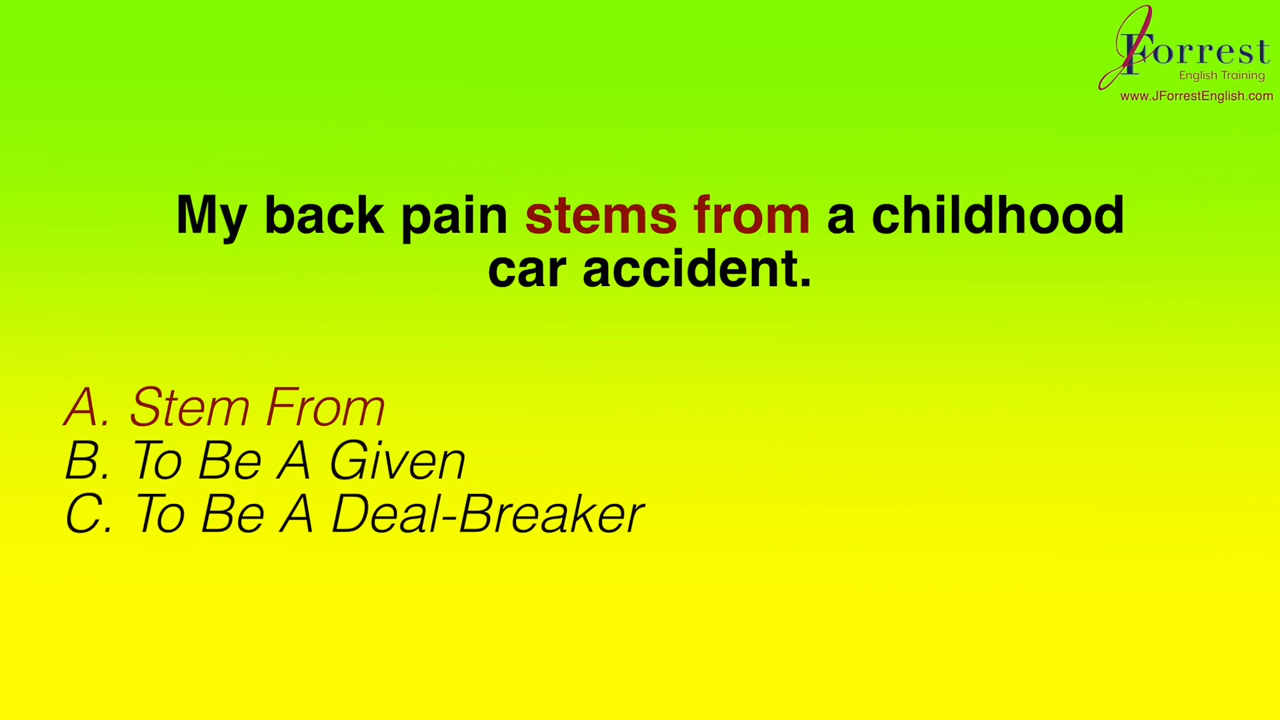 JForrest
English Training
www.JForrestEnglish.com
My back pain stems from a childhood
car accident.
A. Stem From
B. To Be A Given
C. To Be A Deal-Breaker